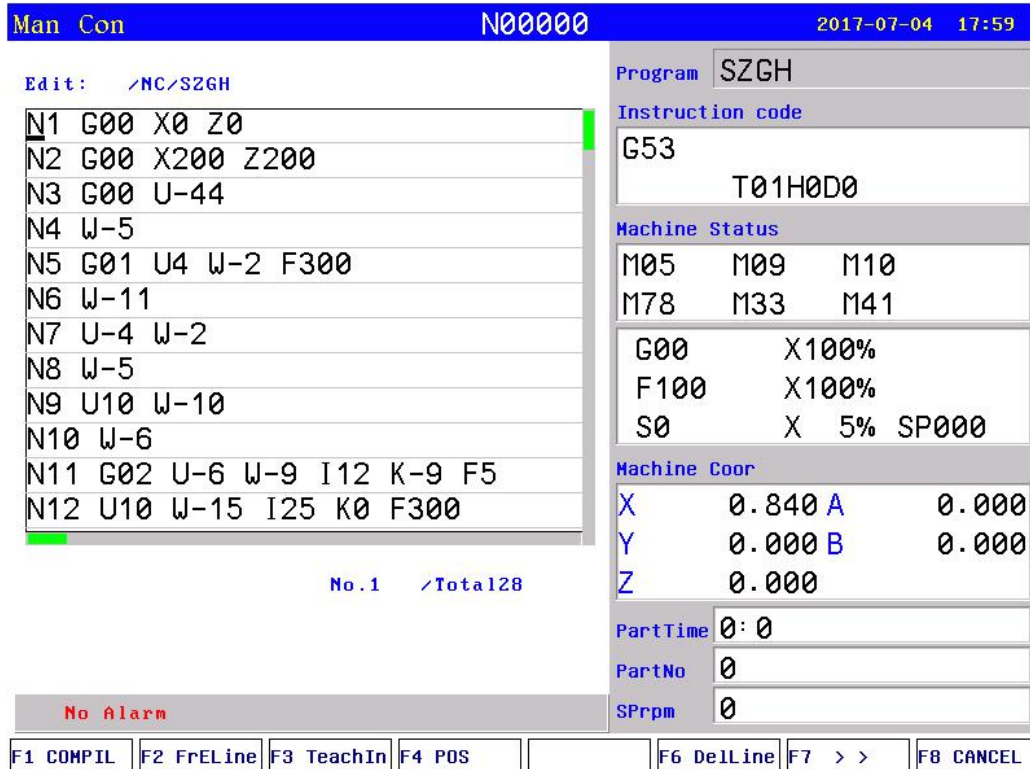 Man Con N00000 2017-07-04 17:59
Edit: /NC/SZGH
N1 G00 X0 Z0
N2 G00 X200 Z200
N3 G00 U-44
N4 W-5
N5 G01 U4 W-2 F300
N6 W-11
N7 U-4 W-2
N8 W-5
N9 U10 W-10
N10 W-6
N11 G02 U-6 W-9 I12 K-9 F5
N12 U10 W-15 I25 K0 F300
No.1 /Total28
No Alarm
Program SZGH
Instruction code
G53
T01H0D0
Machine Status
M05 M09 M10
M78 M33 M41
G00 X100%
F100 X100%
S0 X 5% SP000
Machine Coor
X 0.840 A 0.000
Y 0.000 B 0.000
Z 0.000
PartTime 0: 0
PartNo 0
SPrpm 0
F1 COMPIL F2 FrELine F3 TeachIn F4 POS F6 DelLine F7 > > F8 CANCEL